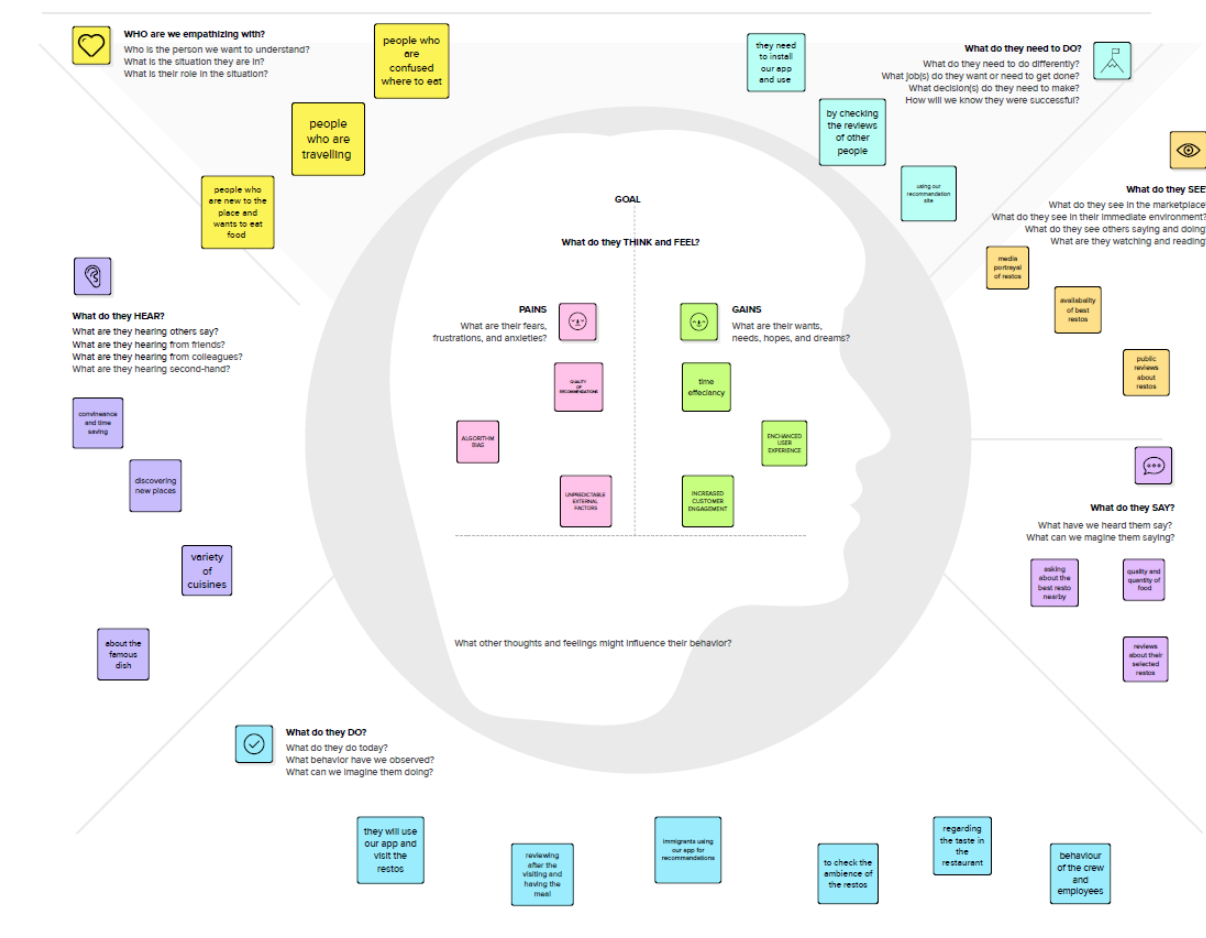 WHO are we empathizing with?
Who is the person we want to understand?
What is the situation they are in?
What is their role in the situation?
people who
are
confused
where to eat
people
who are
travelling
people who
are new to the
place and
wants to eat
food
they need
to install
our app
and use
What do they need to DO?
What do they need to do differently?
What job(s) do they want or need to get done?
What decision(s) do they need to make?
How will we know they were successful?
by checking
the reviews
of other
people
using our
recommendation
site
What do they SEE
What do they see in the marketplace
What do they see in their immediate environment?
What do they see others saying and doing
What are they watching and reading
media
portrayal
of restos
availabality
of best
restos
public
reviews
about
restos
What do they HEAR?
What are they hearing others say?
What are they hearing from friends?
What are they hearing from colleagues?
What are they hearing second-hand?
convineance
and time
saving
discovering
new places
variety
of
cuisines
about the
famous
dish
GOAL
What do they THINK and FEEL?
PAINS
What are their fears,
frustrations, and anxieties?
QUALITY
OF
RECOMMENDATIONS
ALGORITHM
BIAS
UNPREDICTABLE
EXTERNAL
FACTORS
GAINS
What are their wants,
needs, hopes, and dreams?
time
effeciancy
ENCHANCED
USER
EXPERIENCE
INCREASED
CUSTOMER
ENGAGEMENT
What other thoughts and feelings might influence their behavior?
What do they SAY?
What have we heard them say?
What can we magine them saying?
asking
about the
best resto
nearby
quality and
quantity of
food
reviews
about their
selected
restos
What do they DO?
What do they do today?
What behavior have we observed?
What can we imagine them doing?
they will use
our app and
visit the
restos
reviewing
after the
visiting and
having the
meal
immigrants using
our app for
recommendations
to check the
ambience of
the restos
regarding
the taste in
the
restaurant
behaviour
of the crew
and
employees